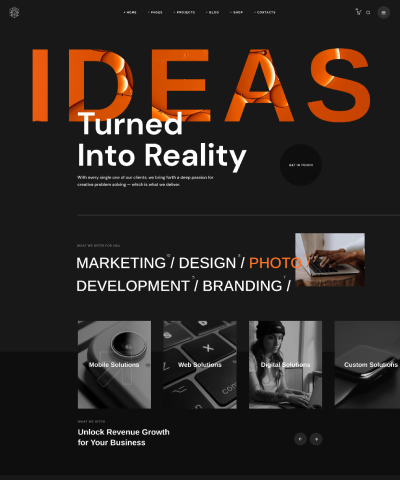 HOME PAGES PROJECTS BLOG SHOP CONTACTS
IDEAS
Turned
Into Reality
With every single one of our clients, we bring forth a deep passion for
creative problem solving — which is what we deliver.
GET IN TOUCH
WHAT WE OFFER FOR YOU
MARKETING / DESIGN / PHOTO /
DEVELOPMENT / BRANDING /
Mobile Solutions
Web Solutions
Digital Solutions
Custom Solutions
WHAT WE OFFER
Unlock Revenue Growth
for Your Business